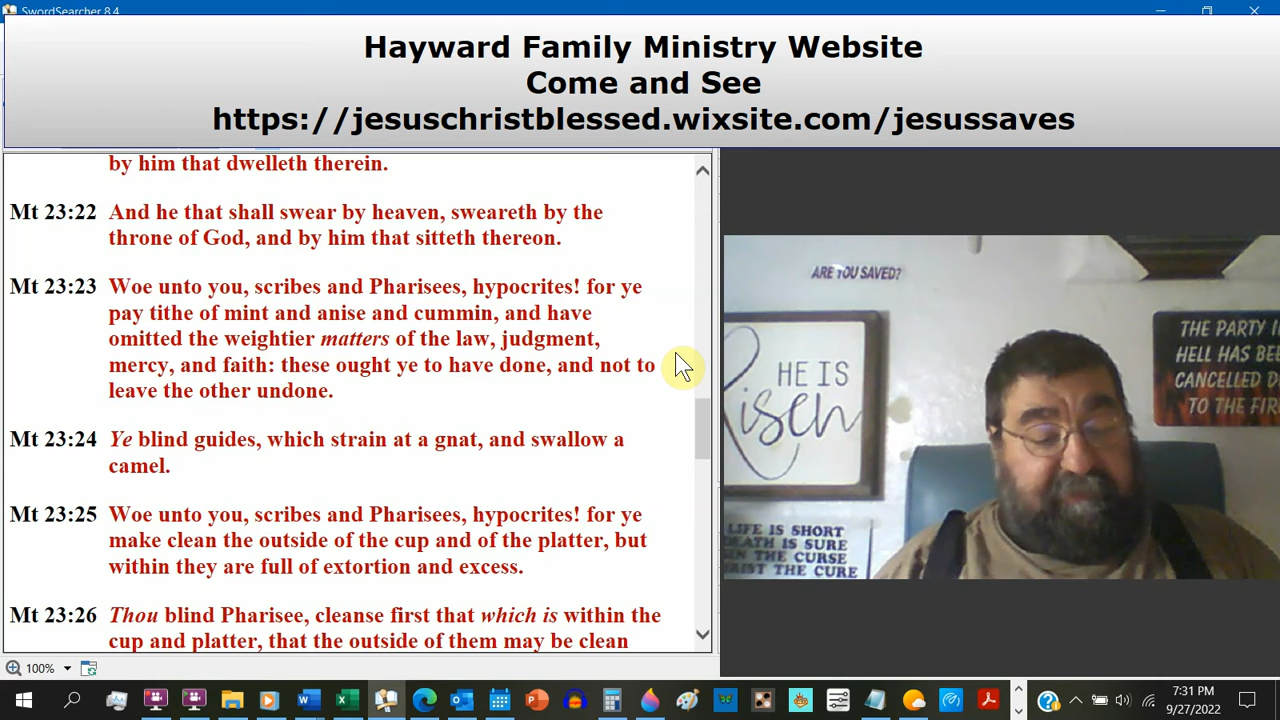 SwordSearcher 8.4
Hayward Family Ministry Website
Come and See
https://jesuschristblessed.wixsite.com/jesussaves
by him that dwelleth therein.
Mt 23:22 And he that shall swear by heaven, sweareth by the
throne of God, and by him that sitteth thereon.
Mt 23:23 Woe unto you, scribes and Pharisees, hypocrites! for ye
pay tithe of mint and anise and cummin, and have
omitted the weightier matters of the law, judgment,
mercy, and faith: these ought ye to have done, and not to
leave the other undone.
Mt 23:24 Ye blind guides, which strain at a gnat, and swallow a
camel.
Mt 23:25 Woe unto you, scribes and Pharisees, hypocrites! for ye
make clean the outside of the cup and of the platter, but
within they are full of extortion and excess.
Mt 23:26 Thou blind Pharisee, cleanse first that which is within the
cup and platter, that the outside of them may be clean
100%
ARE YOU SAVED?
HE IS
Risen
THE PARTY I
HELL HAS BEE
CANCELLED D
TO THE FIR
LIFE IS SHORT
DEATH IS SURE
SIN THE CURSE
CHRIST THE CURE
7:31 PM
9/27/2022